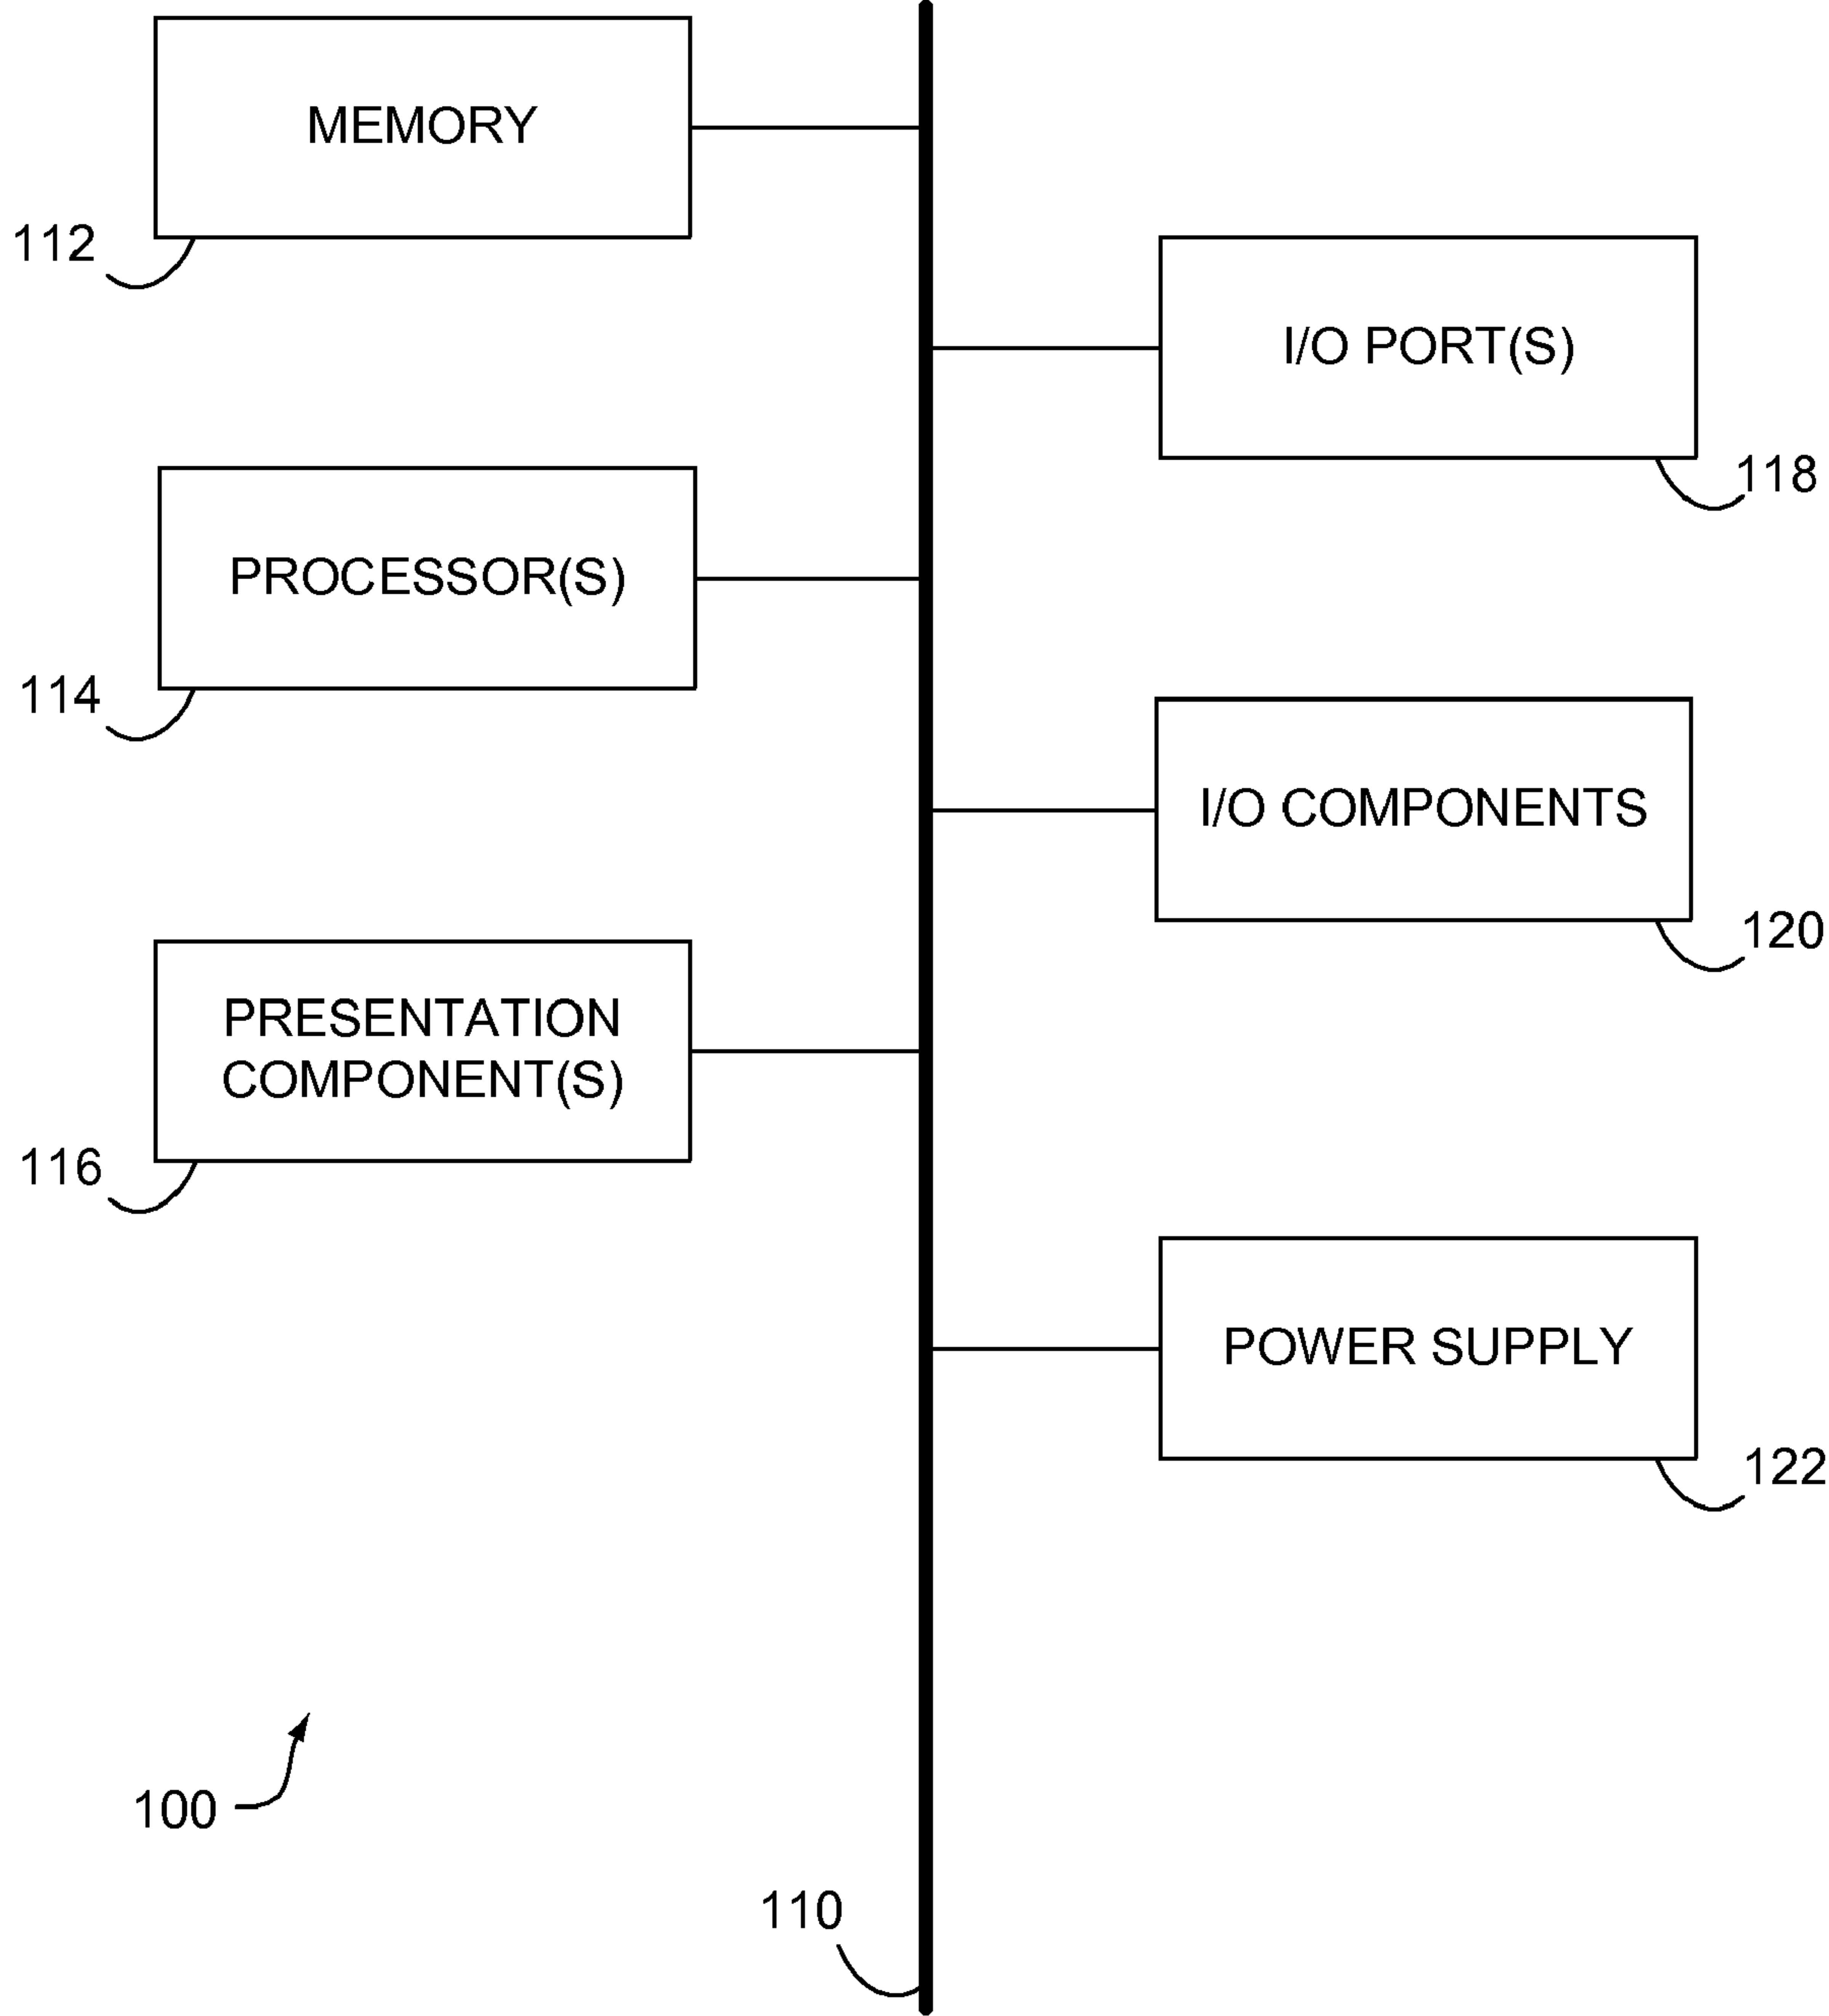 MEMORY
112
I/O PORT(S)
118
PROCESSOR(S)
114
I/O COMPONENTS
120
PRESENTATION
COMPONENT(S)
116
POWER SUPPLY
122
100
110